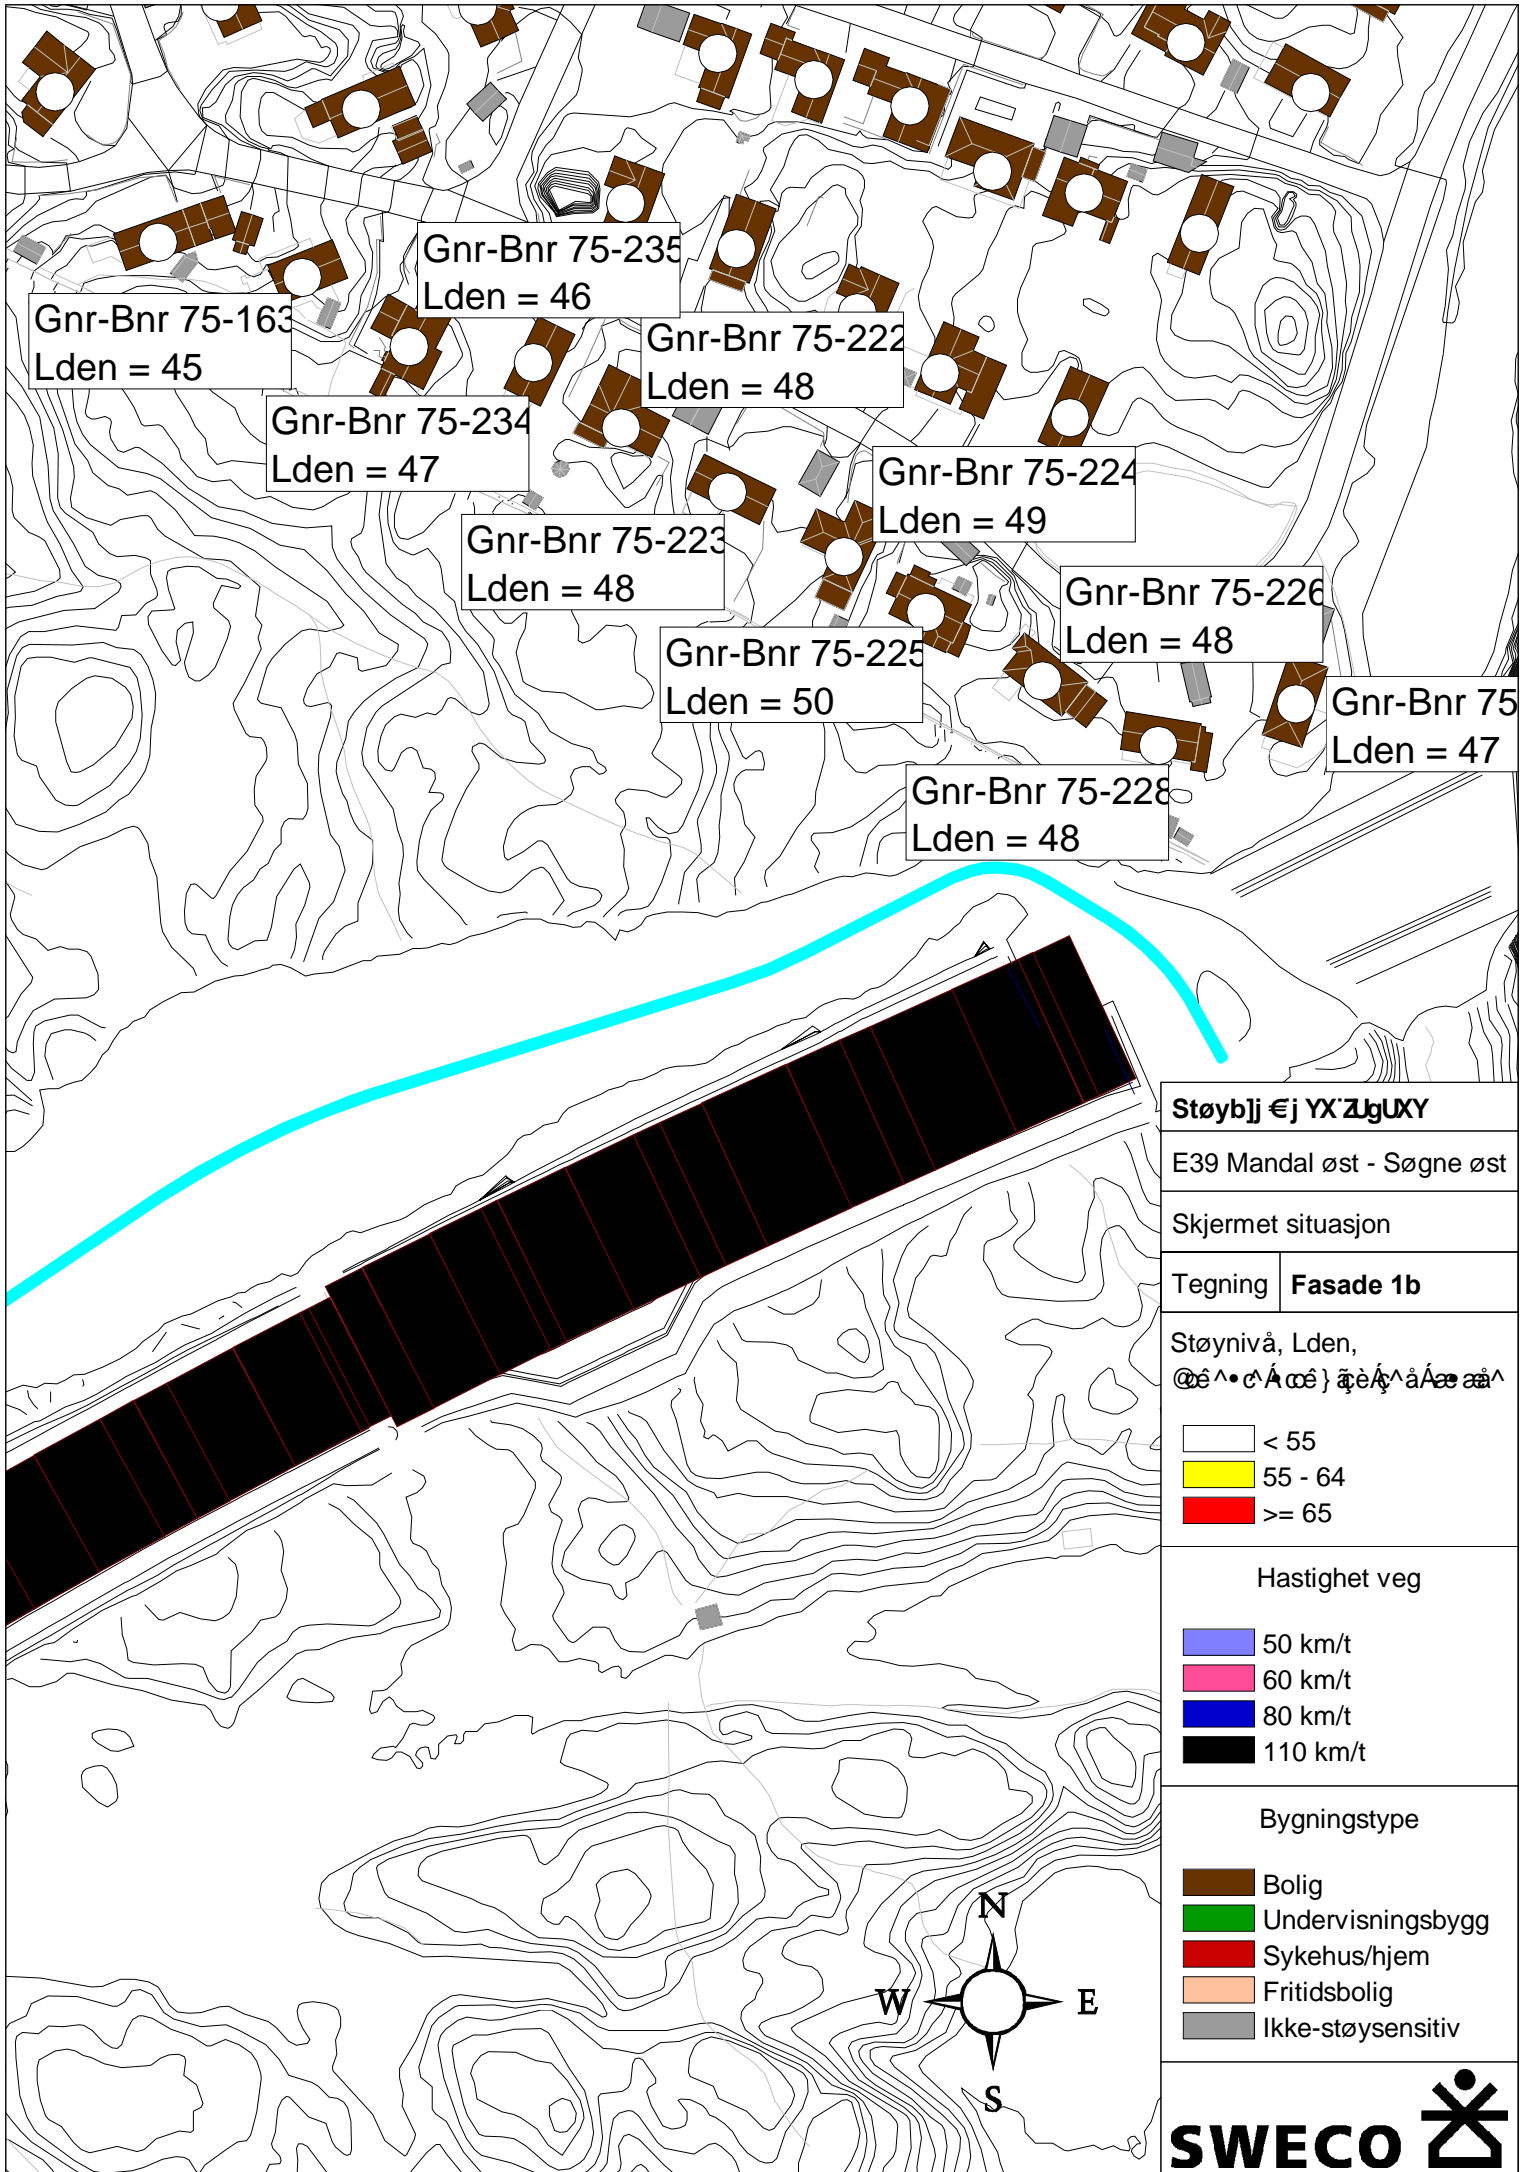 Gnr-Bnr 75-235
Lden = 46
Gnr-Bnr 75-163
Lden = 45
Gnr-Bnr 75-222
Lden = 48
Gnr-Bnr 75-234
Lden = 47
Gnr-Bnr 75-224
Lden = 49
Gnr-Bnr 75-223
Lden = 48
Gnr-Bnr 75-226
Lden = 48
Gnr-Bnr 75-225
Lden = 50
Gnr-Bnr 75
Lden = 47
Gnr-Bnr 75-228
Lden = 48
E39 Mandal øst - Søgne øst
Skjermet situasjon
Tegning Fasade 1b
Støynivå, Lden,
< 55
55 - 64
>= 65
Hastighet veg
50 km/t
60 km/t
80 km/t
110 km/t
Bygningstype
Bolig
Undervisningsbygg
Sykehus/hjem
Fritidsbolig
Ikke-støysensitiv
N
W E
S
SWECO